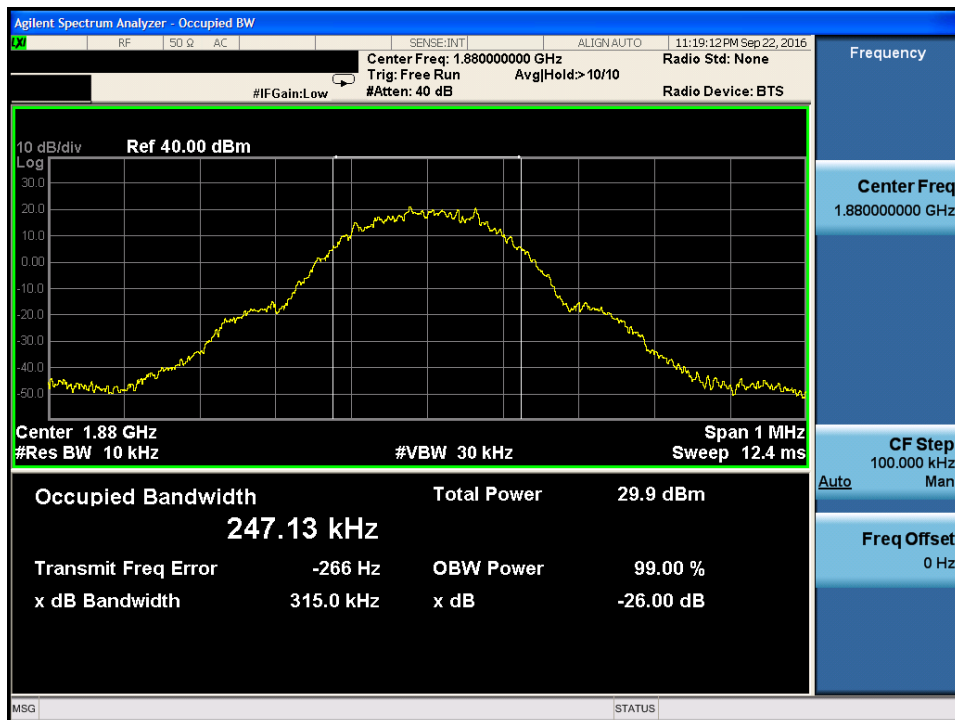 Agilent Spectrum Analyzer - Occupied BW
LXI RF 50 Ω AC SENSE:INT ALIGN AUTO 11:19:12 PM Sep 22, 2016
Center Freq: 1.880000000 GHz Radio Std: None
Trig: Free Run Avg|Hold:> 10/10
#IFGain:Low #Atten: 40 dB Radio Device: BTS
10 dB/div Ref 40.00 dBm
Log
30.0
20.0
10.0
0.00
-10.0
-20.0
-30.0
-40.0
-50.0
Center 1.88 GHz Span 1 MHz
#Res BW 10 kHz #VBW 30 kHz Sweep 12.4 ms
Occupied Bandwidth Total Power 29.9 dBm
247.13 kHz
Transmit Freq Error -266 Hz OBW Power 99.00 %
x dB Bandwidth 315.0 kHz x dB -26.00 dB
Frequency
Center Freq
1.880000000 GHz
CF Step
100.000 kHz
Auto Man
Freq Offset
0 Hz
MSG STATUS